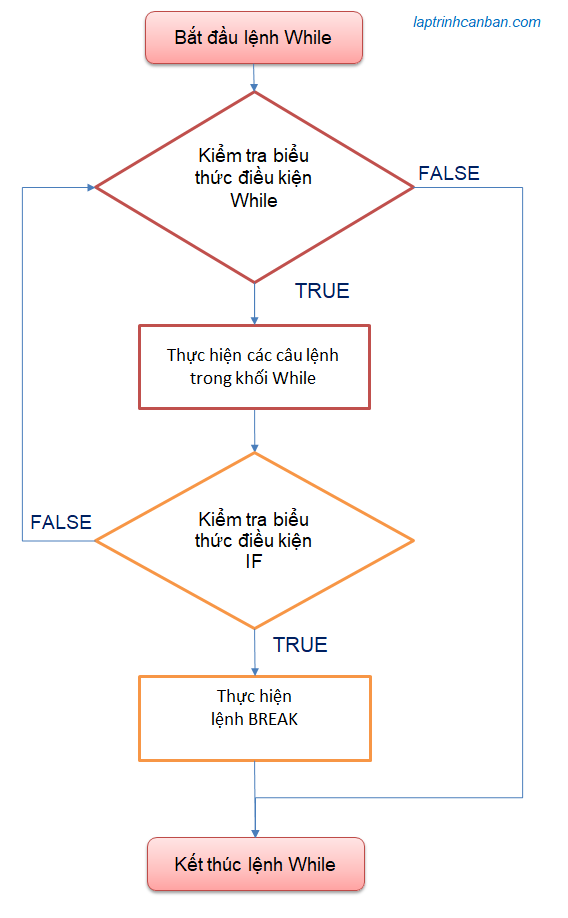 laptrinhcanban.com
Bắt đầu lệnh While
Kiểm tra biểu
thức điều kiện
While
FALSE
TRUE
Thực hiện các câu lệnh
trong khối While
Kiểm tra biểu
thức điều kiện
IF
FALSE
TRUE
Thực hiện
lệnh BREAK
Kết thúc lệnh While